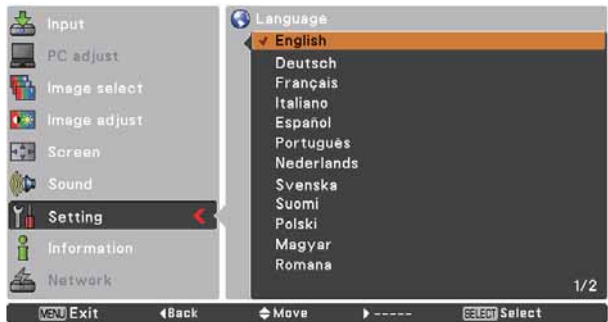 Input
PC adjust
Image select
Image adjust
Screen
Sound
Setting
Information
Network
Language
English
Deutsch
Français
Italiano
Español
Português
Nederlands
Svenska
Suomi
Polski
Magyar
Romana
1/2
MENU Exit
Back
Move
-----
SELECT Select